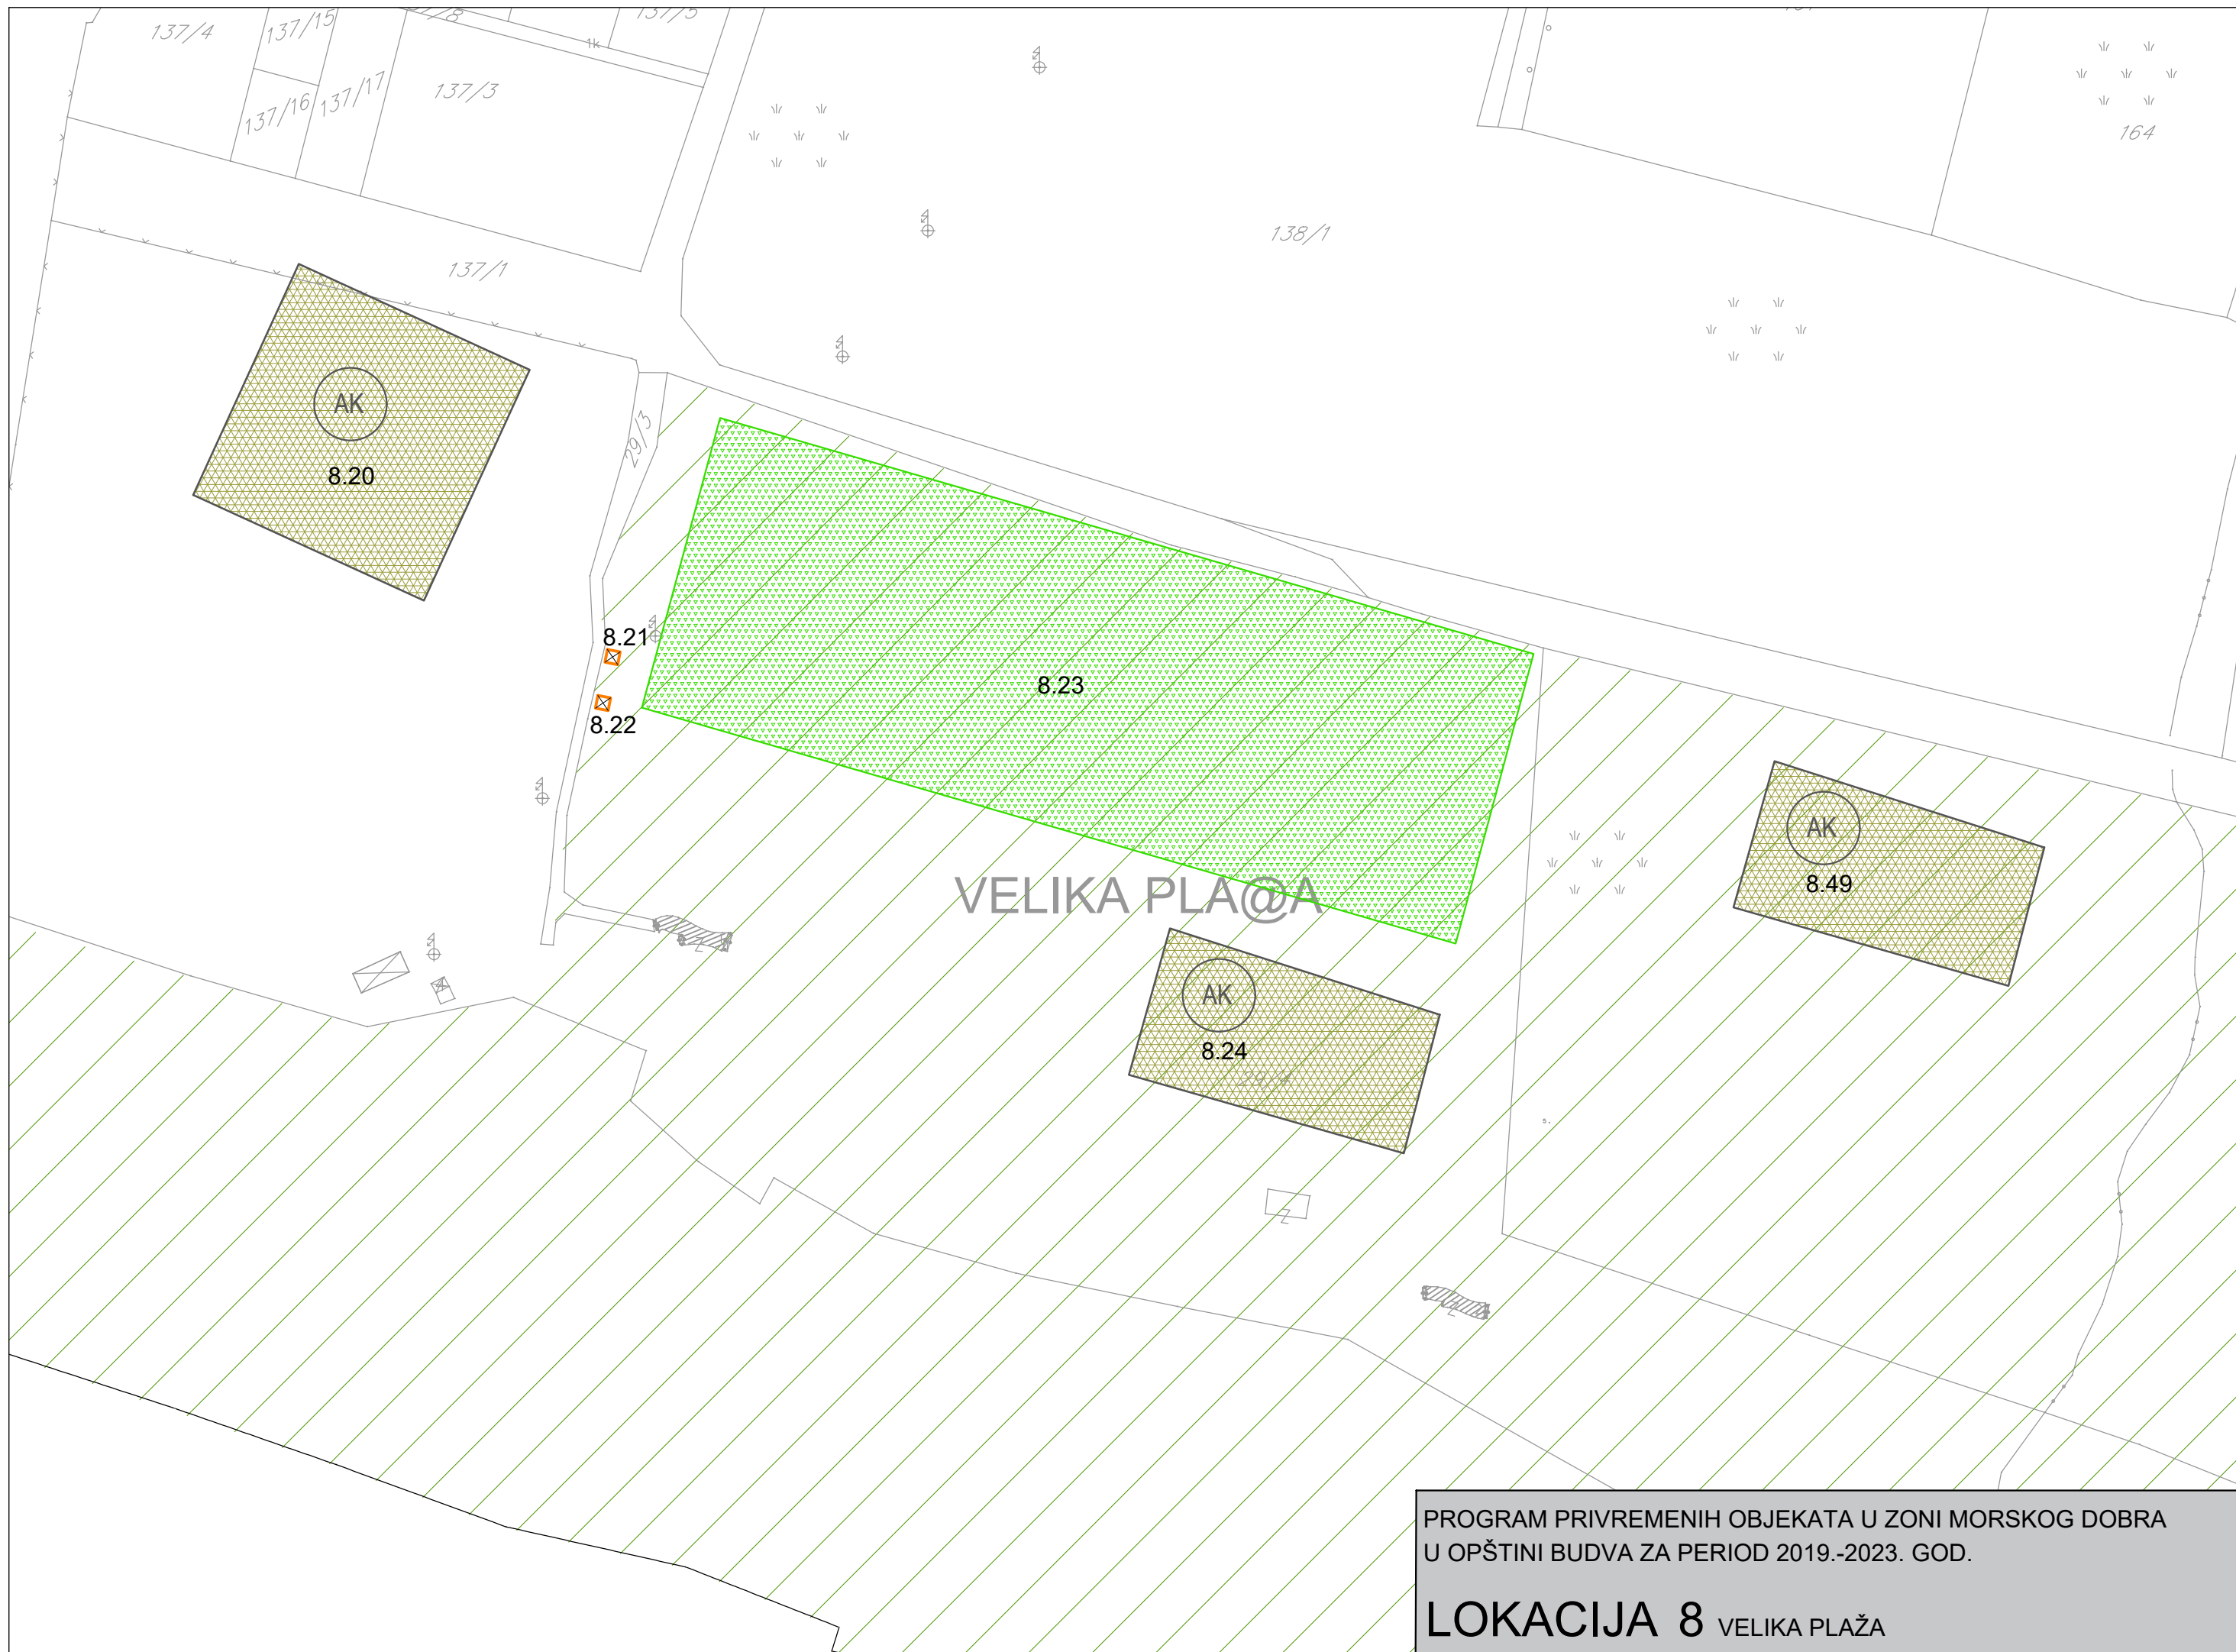 137/4
137/15
137/16
137/17
137/3
1k
164
138/1
137/1
AK
8.20
29/3
8.21
8.22
8.23
VELIKA PLA@A
AK
8.49
AK
8.24
29/4
s.
Z
Z
Z
PROGRAM PRIVREMENIH OBJEKATA U ZONI MORSKOG DOBRA
U OPŠTINI BUDVA ZA PERIOD 2019.-2023. GOD.
LOKACIJA 8 VELIKA PLAŽA